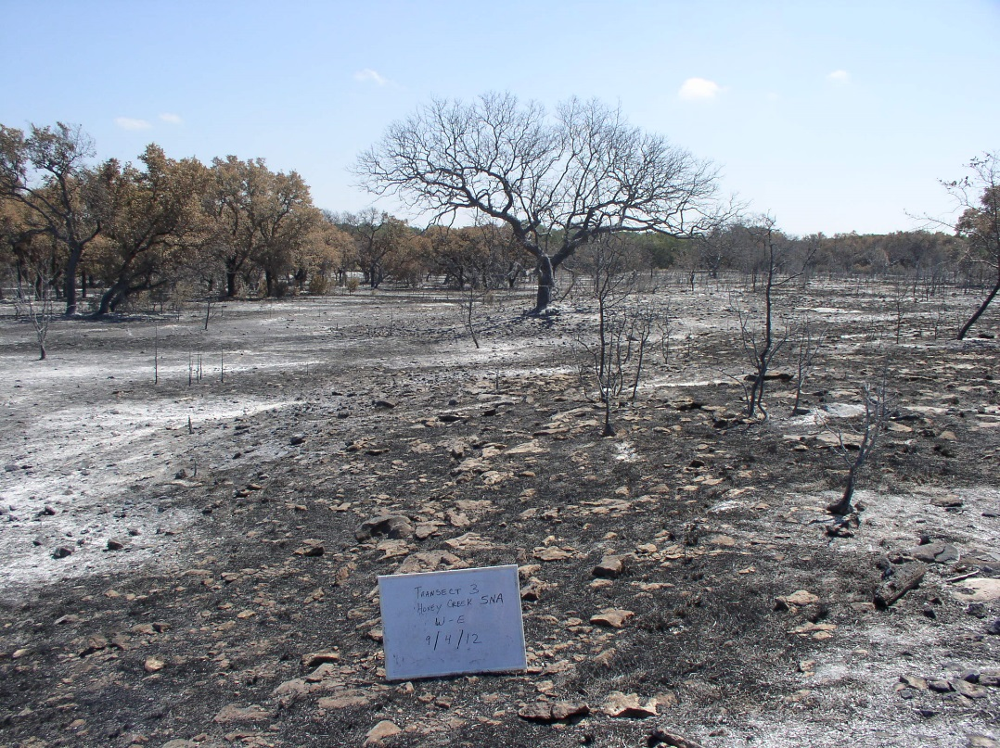 TRANSECT 3
HONEY CREEK SNA
W-E
9/4/12